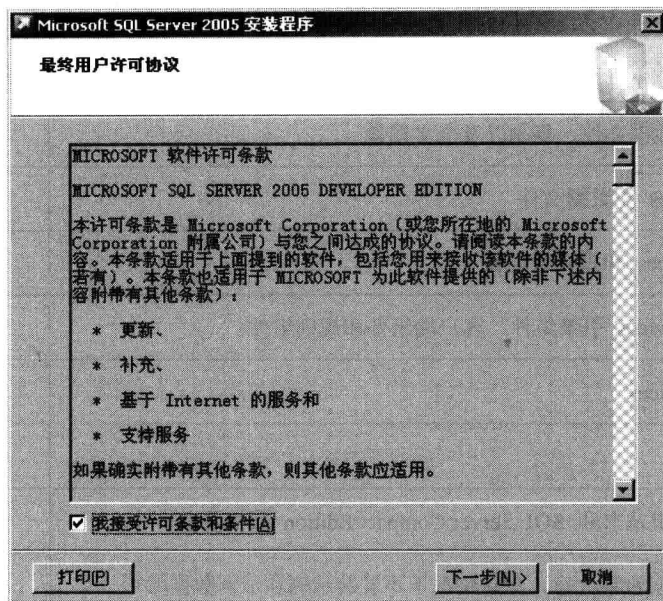 Microsoft SQL Server 2005 安装程序
最终用户许可协议
MICROSOFT 软件许可条款
MICROSOFT SQL SERVER 2005 DEVELOPER EDITION
本许可条款是 Microsoft Corporation（或您所在地的 Microsoft
Corporation 附属公司）与您之间达成的协议。请阅读本条款的内
容。本条款适用于上面提到的软件，包括您用来接收该软件的媒体（
若有）。本条款也适用于 MICROSOFT 为此软件提供的（除非下述内
容附带有其他条款）：
* 更新、
* 补充、
* 基于 Internet 的服务和
* 支持服务
如果确实附带有其他条款，则其他条款应适用。
我接受许可条款和条件(A)
打印(P)
下一步(N)>
取消